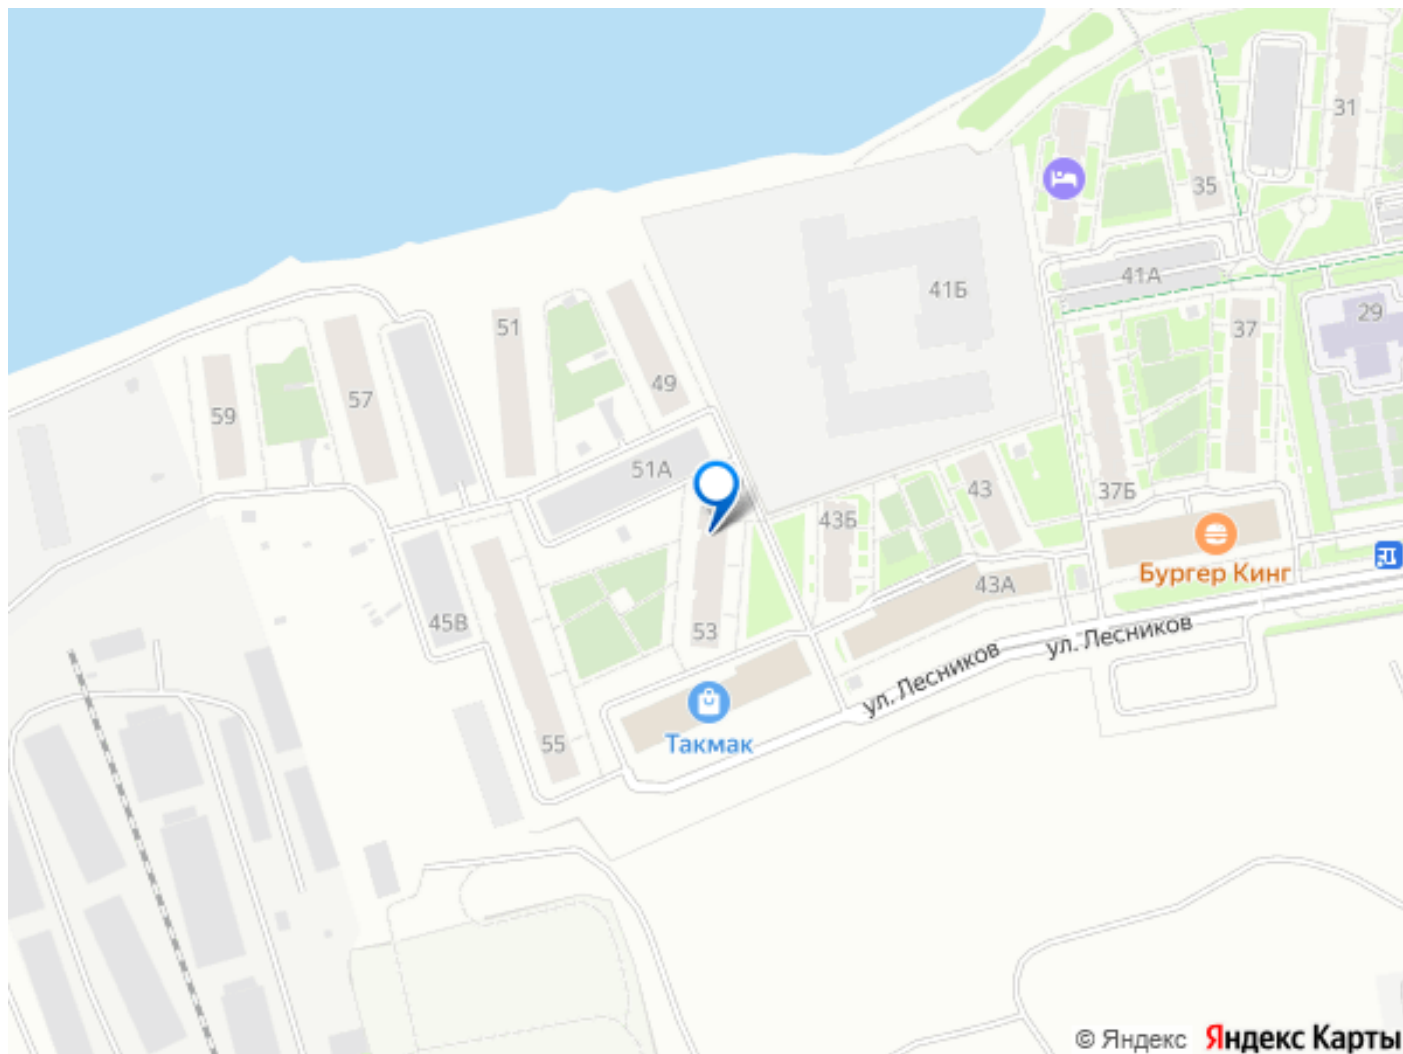 31
35
41А
41Б
29
37
51
49
57
59
51А
43
37Б
43Б
Бургер Кинг
43А
45В
53
ул. Лесников
ул. Лесников
55
Такмак
© Яндекс Яндекс Карты